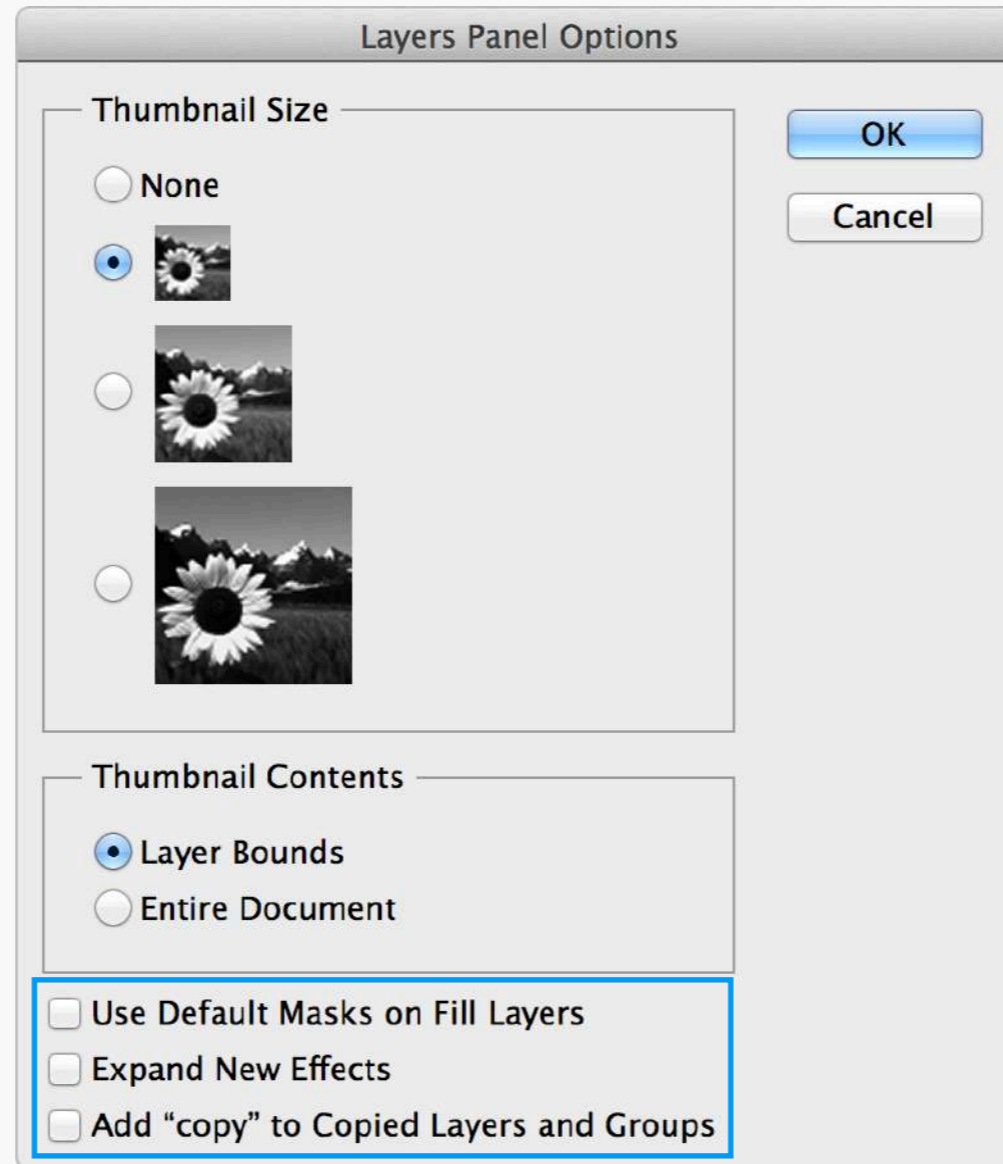 Layers Panel Options
Thumbnail Size
OK
None
Cancel
Thumbnail Contents
Layer Bounds
Entire Document
Use Default Masks on Fill Layers
Expand New Effects
Add “copy” to Copied Layers and Groups